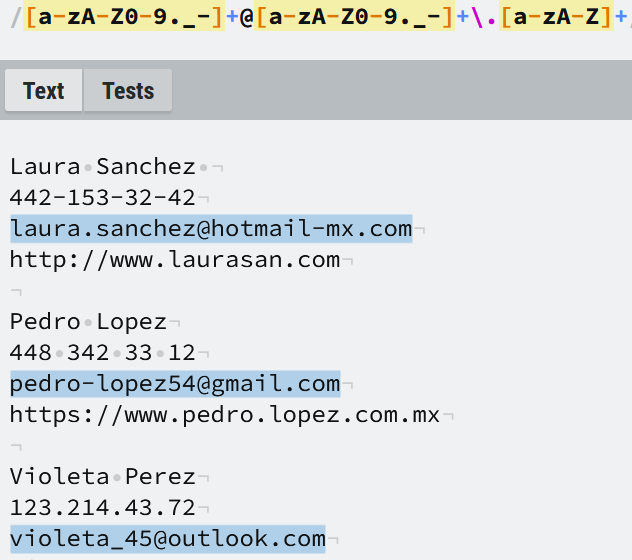 /[a-zA-Z0-9._-]+@[a-zA-Z0-9._-]+\.[a-zA-Z]+
Text Tests
Laura Sanchez
442-153-32-42
laura.sanchez@hotmail-mx.com
http://www.laurasan.com
Pedro Lopez
448 342 33 12
pedro-lopez54@gmail.com
https://www.pedro.lopez.com.mx
Violeta Perez
123.214.43.72
violeta_45@outlook.com